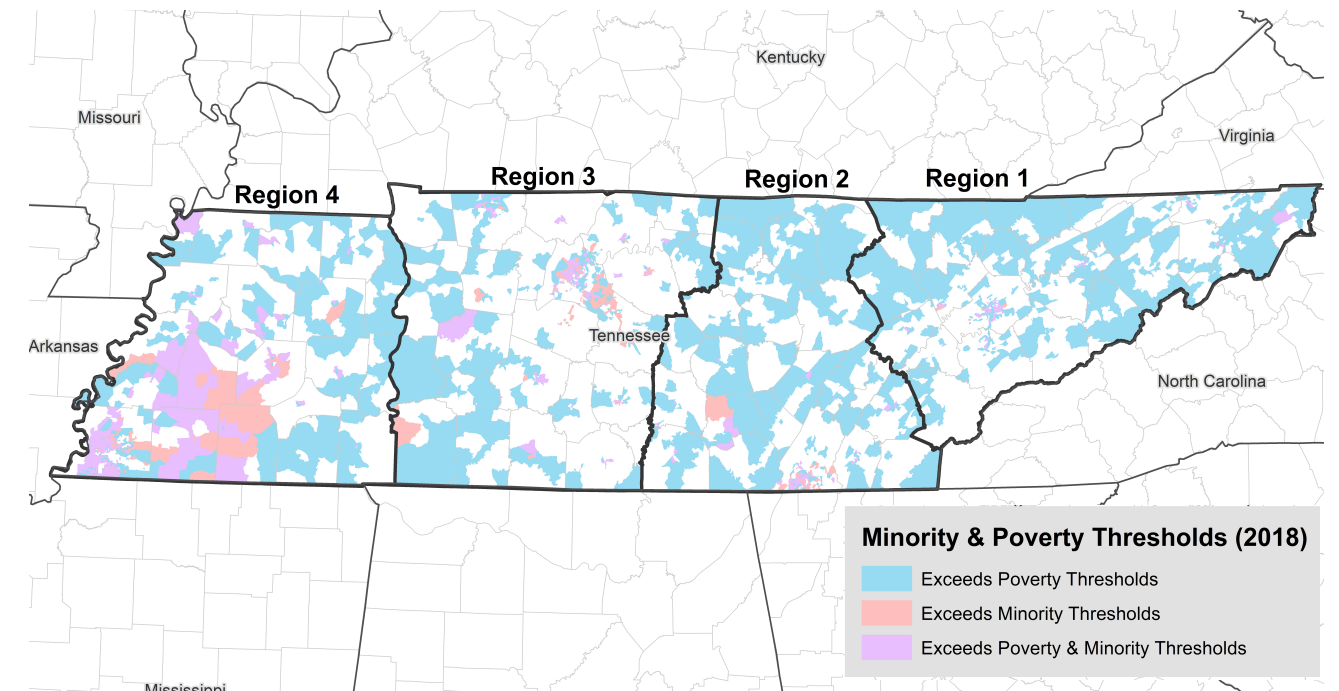 Kentucky
Missouri
Virginia
Region 3
Region 2
Region 1
Region 4
Tennessee
Arkansas
North Carolina
Minority & Poverty Thresholds (2018)
Exceeds Poverty Thresholds
Exceeds Minority Thresholds
Exceeds Poverty & Minority Thresholds
Mississippi